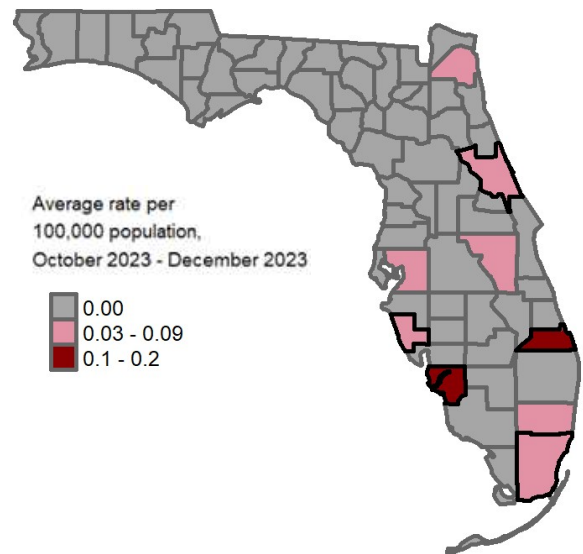 Average rate per
100,000 population,
October 2023 - December 2023
0.00
0.03 - 0.09
0.1 - 0.2